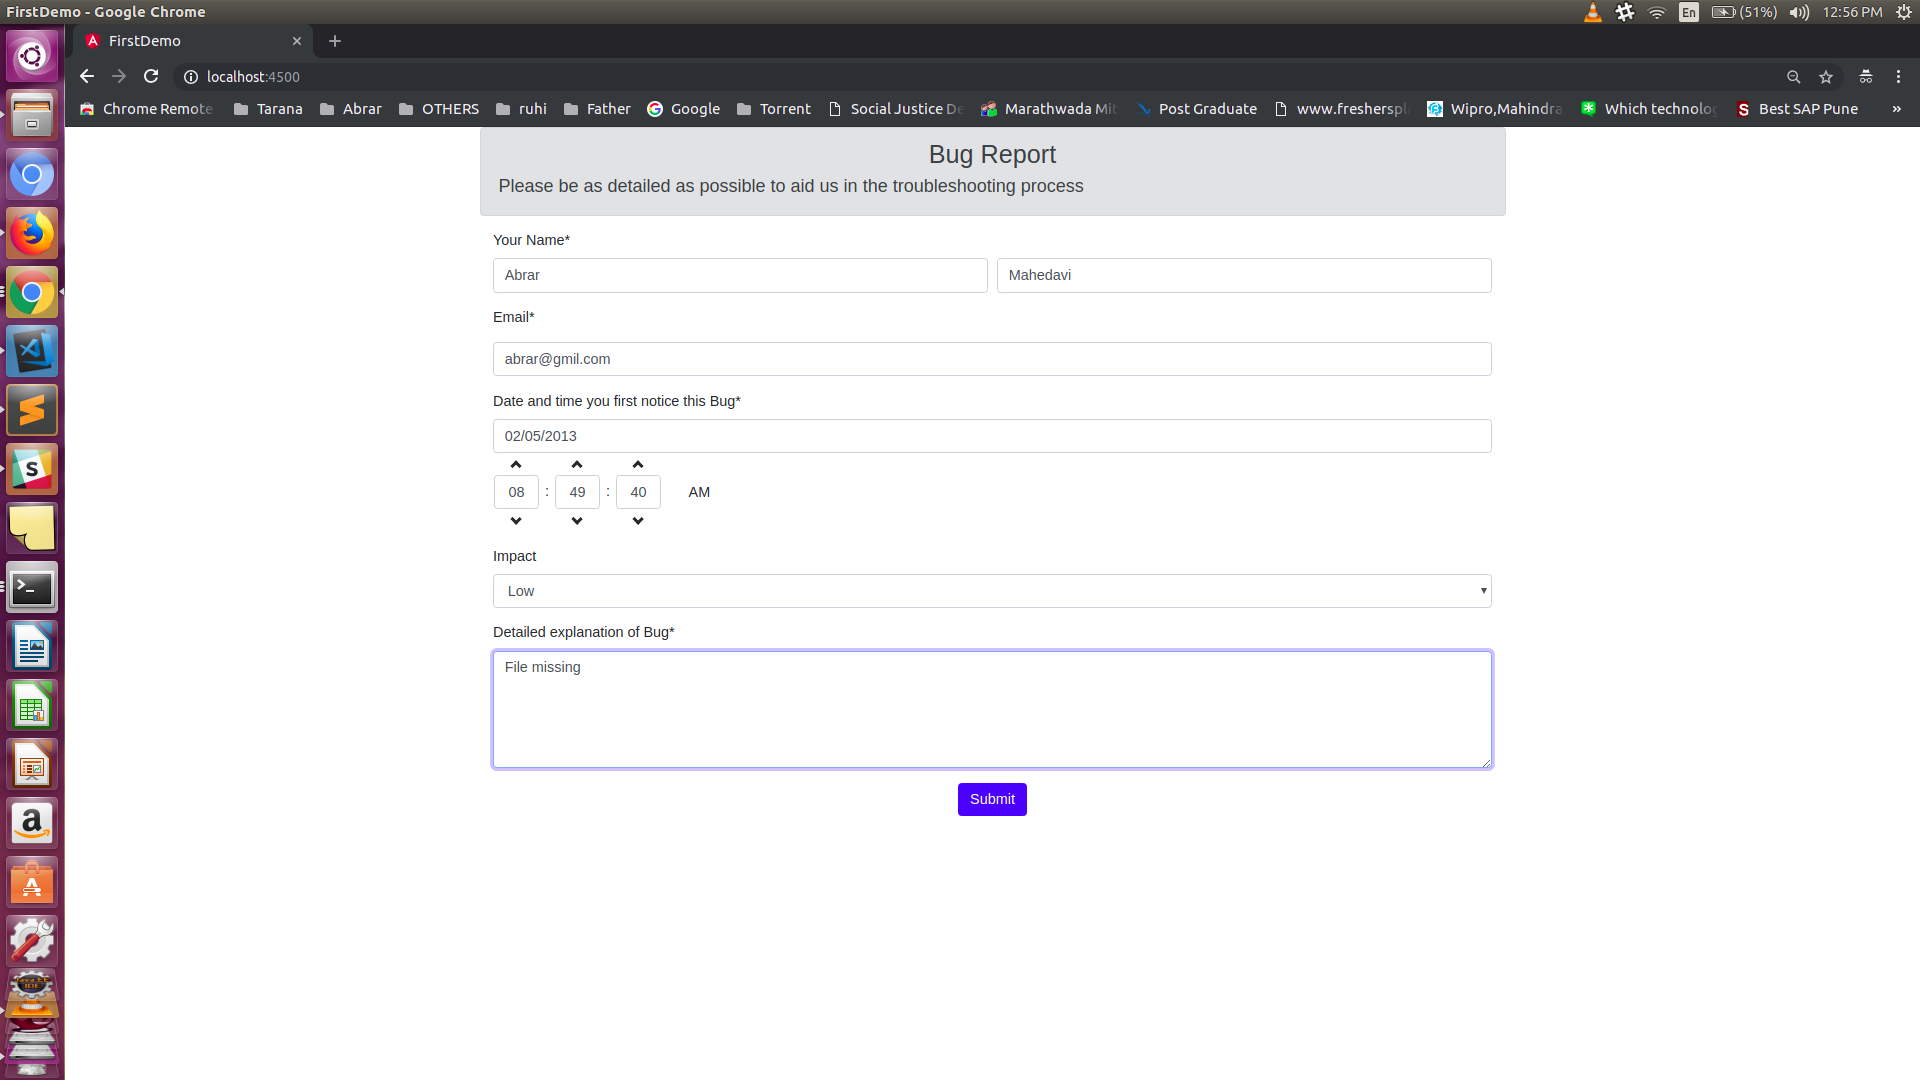 FirstDemo - Google Chrome
En
(51%)
12:56 PM
FirstDemo
localhost:4500
Chrome Remote
Tarana
Abrar
OTHERS
ruhi
Father
Google
Torrent
Social Justice De
Marathwada Mit
Post Graduate
www.freshersple
Wipro,Mahindra
Which technolog
Best SAP Pune
»
Bug Report
Please be as detailed as possible to aid us in the troubleshooting process
Your Name*
Abrar
Mahedavi
Email*
abrar@gmil.com
Date and time you first notice this Bug*
02/05/2013
08 : 49 : 40 AM
Impact
Low
Detailed explanation of Bug*
File missing
Submit